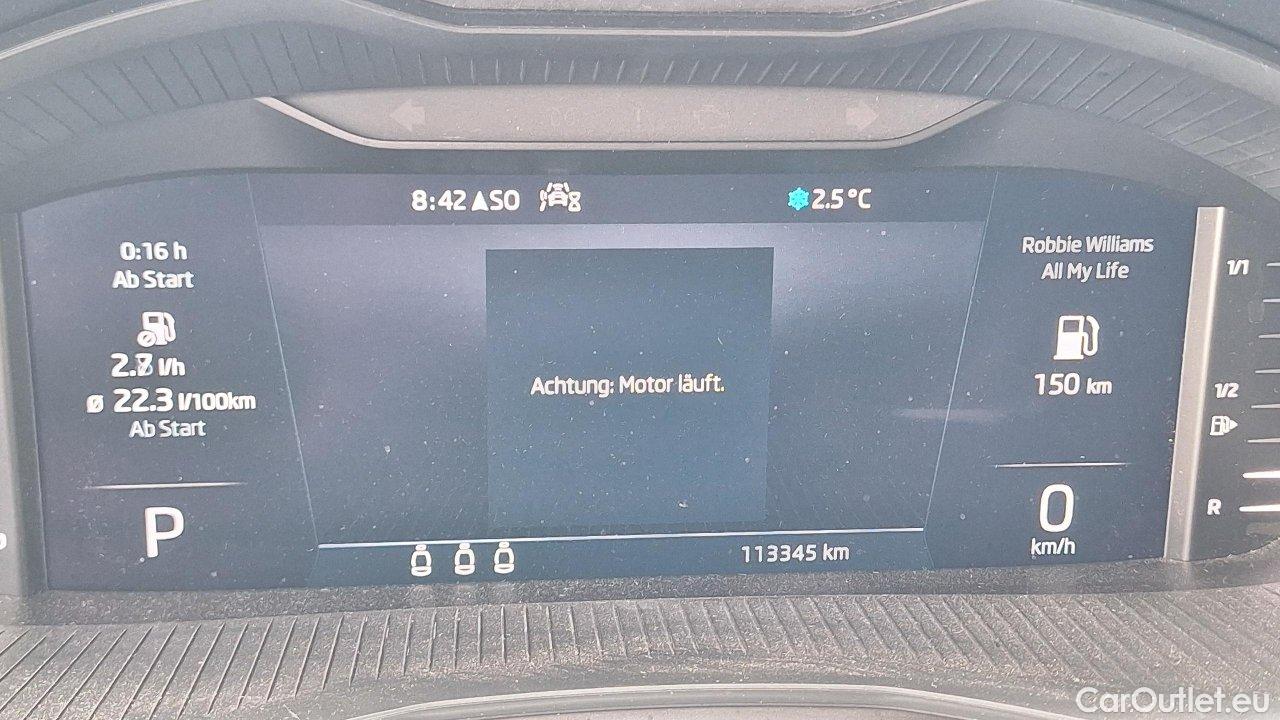 8:42 SO
2.5 °C
0:16 h
Ab Start
l/h
ø 22.3 l/100km
Ab Start
P
Achtung: Motor läuft.
113345 km
Robbie Williams
All My Life
150 km
0
km/h
1/1
1/2
R
CarOutlet.eu